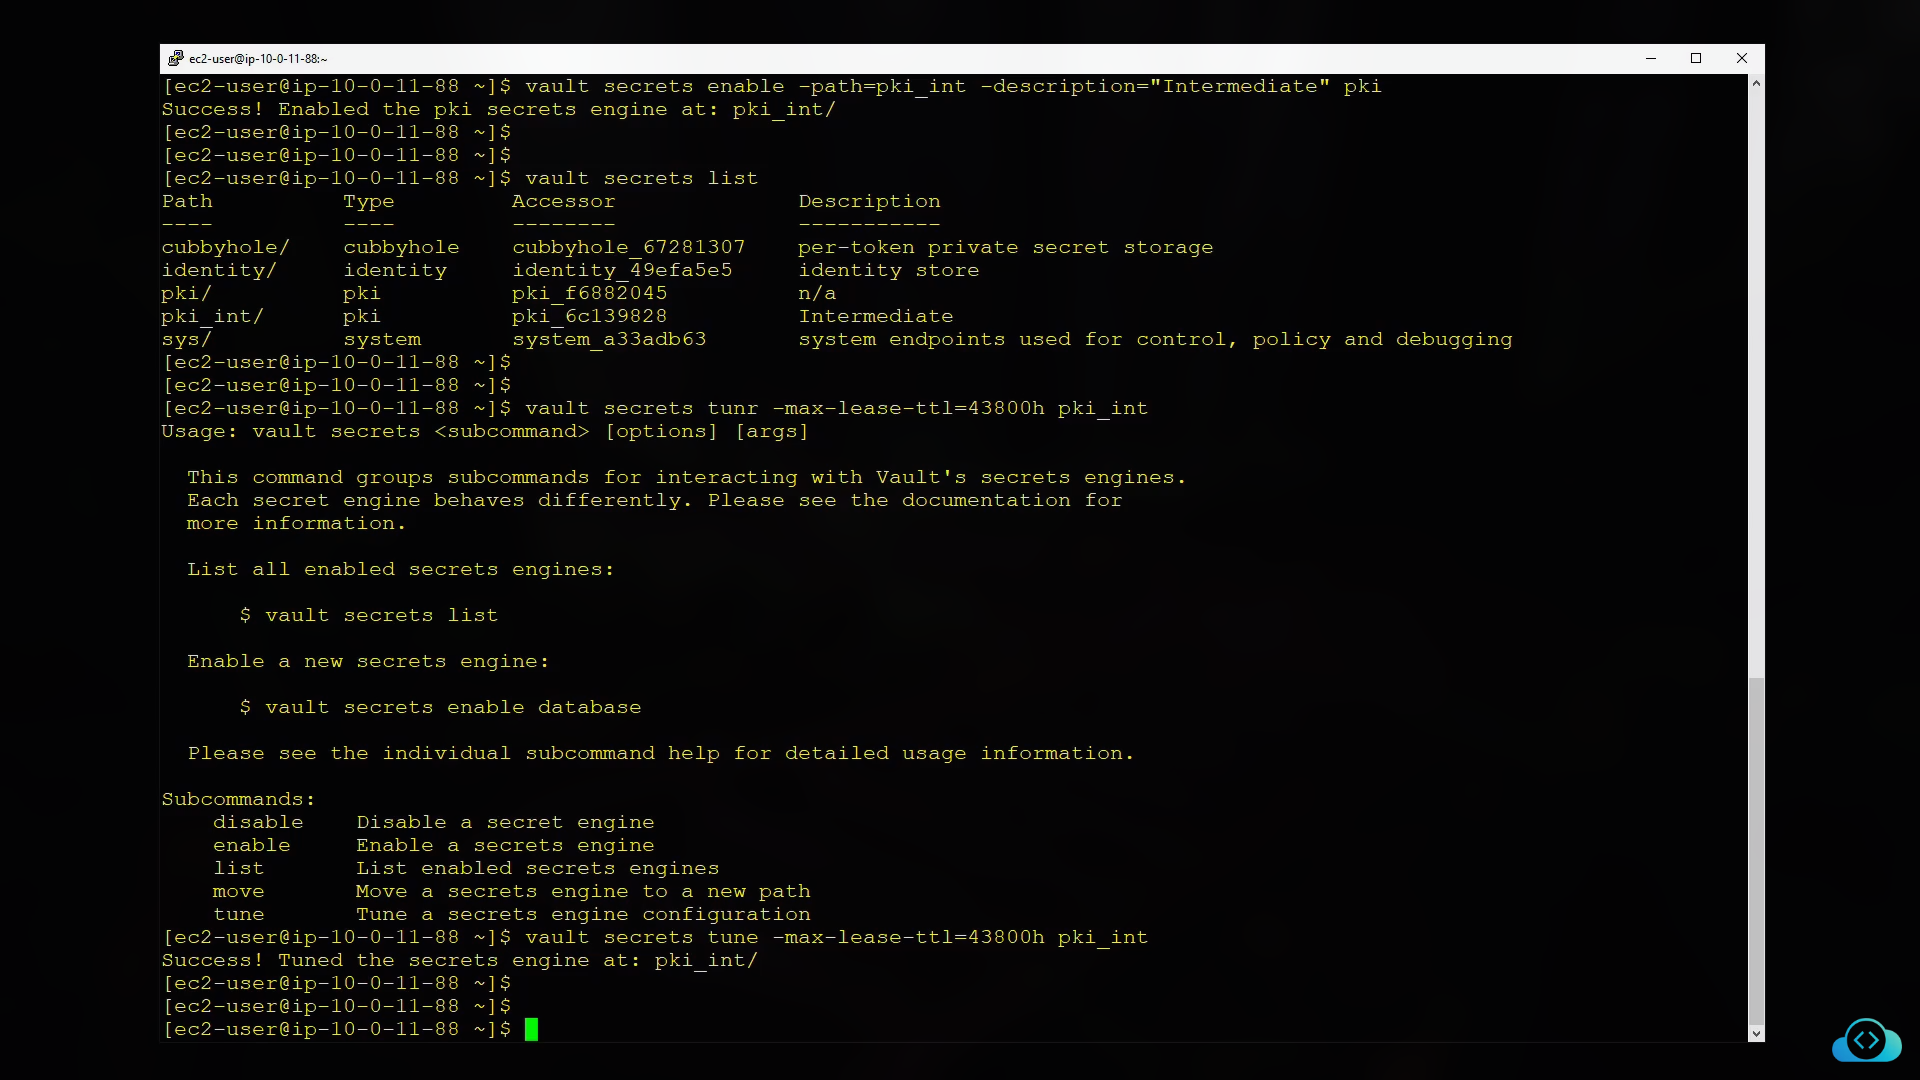 ec2-user@ip-10-0-11-88:~
[ec2-user@ip-10-0-11-88 ~]$ vault secrets enable -path=pki_int -description="Intermediate" pki
Success! Enabled the pki secrets engine at: pki_int/
[ec2-user@ip-10-0-11-88 ~]$
[ec2-user@ip-10-0-11-88 ~]$
[ec2-user@ip-10-0-11-88 ~]$ vault secrets list
Path          Type         Accessor              Description
----          ----         --------              -----------
cubbyhole/    cubbyhole    cubbyhole_67281307    per-token private secret storage
identity/     identity     identity_49efa5e5     identity store
pki/          pki          pki_f6882045          n/a
pki_int/      pki          pki_6c139828          Intermediate
sys/          system       system_a33adb63       system endpoints used for control, policy and debugging
[ec2-user@ip-10-0-11-88 ~]$
[ec2-user@ip-10-0-11-88 ~]$
[ec2-user@ip-10-0-11-88 ~]$ vault secrets tunr -max-lease-ttl=43800h pki_int
Usage: vault secrets <subcommand> [options] [args]
This command groups subcommands for interacting with Vault's secrets engines.
Each secret engine behaves differently. Please see the documentation for
more information.
List all enabled secrets engines:
$ vault secrets list
Enable a new secrets engine:
$ vault secrets enable database
Please see the individual subcommand help for detailed usage information.
Subcommands:
disable    Disable a secret engine
enable     Enable a secrets engine
list       List enabled secrets engines
move       Move a secrets engine to a new path
tune       Tune a secrets engine configuration
[ec2-user@ip-10-0-11-88 ~]$ vault secrets tune -max-lease-ttl=43800h pki_int
Success! Tuned the secrets engine at: pki_int/
[ec2-user@ip-10-0-11-88 ~]$
[ec2-user@ip-10-0-11-88 ~]$
[ec2-user@ip-10-0-11-88 ~]$